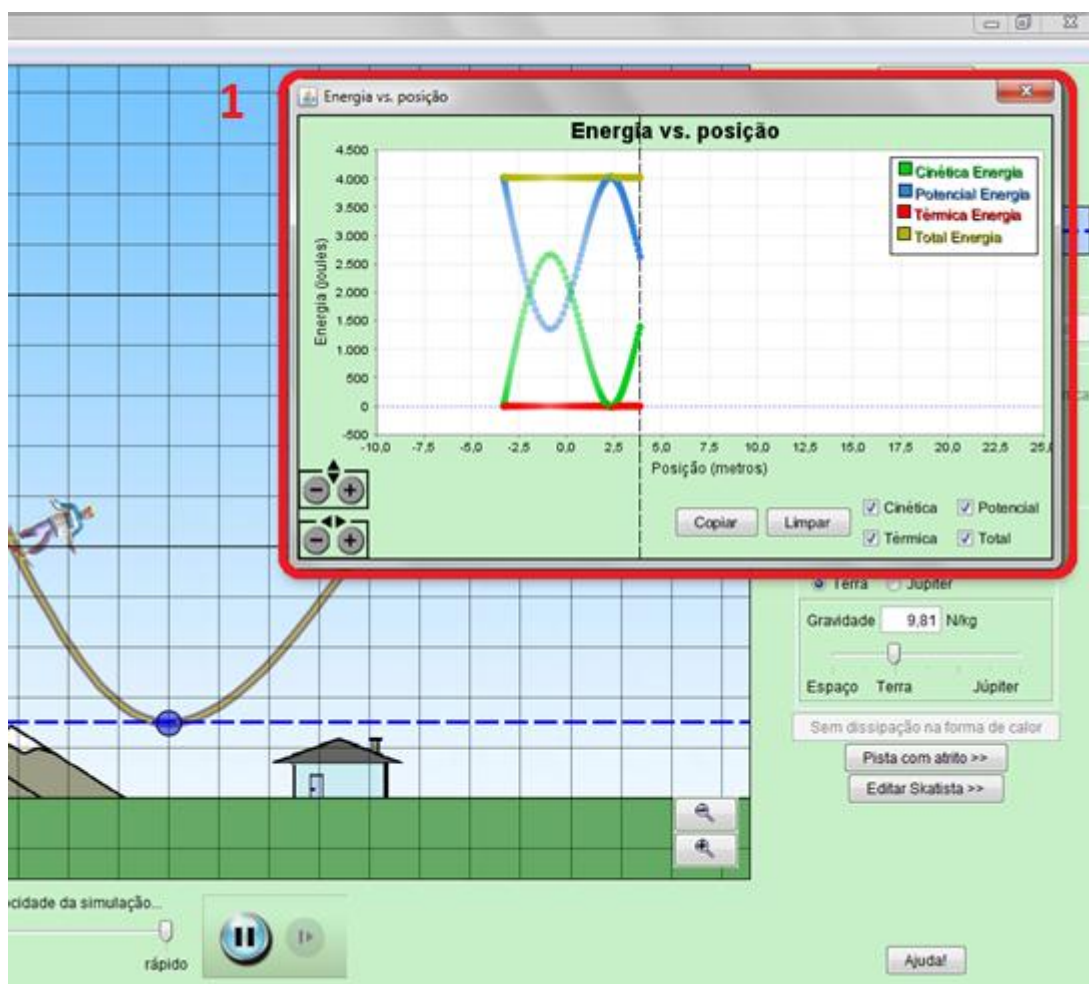 1
Energia vs. posição
Energia vs. posição
4.500
4.000
3.500
3.000
2.500
2.000
1.500
1.000
500
0
-500
Energia (joules)
-10,0 -7,5 -5,0 -2,5 0,0 2,5 5,0 7,5 10,0 12,5 15,0 17,5 20,0 22,5 25,
Posição (metros)
Cinética Energia
Potencial Energia
Térmica Energia
Total Energia
Copiar
Limpar
Cinética Potencial
Térmica Total
Terra Júpiter
Gravidade 9,81 N/kg
Espaço Terra Júpiter
Sem dissipação na forma de calor
Pista com atrito >>
Editar Skatista >>
ocidade da simulação...
rápido
Ajuda!